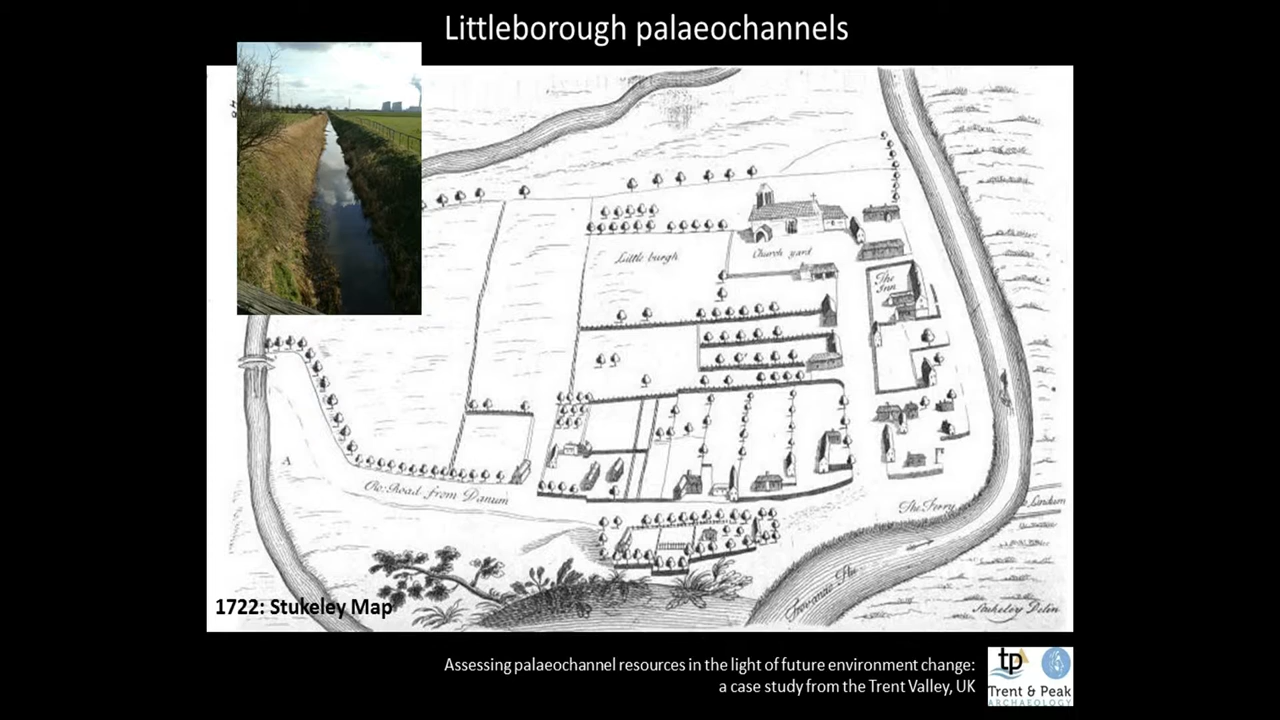 Littleborough palaeochannels
Little burgh
Church yard
The
Inn
A
Ro: Road from Danum
The Ferry
Lindum
Stukeley Delin
1722: Stukeley Map
Assessing palaeochannel resources in the light of future environment change:
a case study from the Trent Valley, UK
tp
Trent & Peak
ARCHAEOLOGY